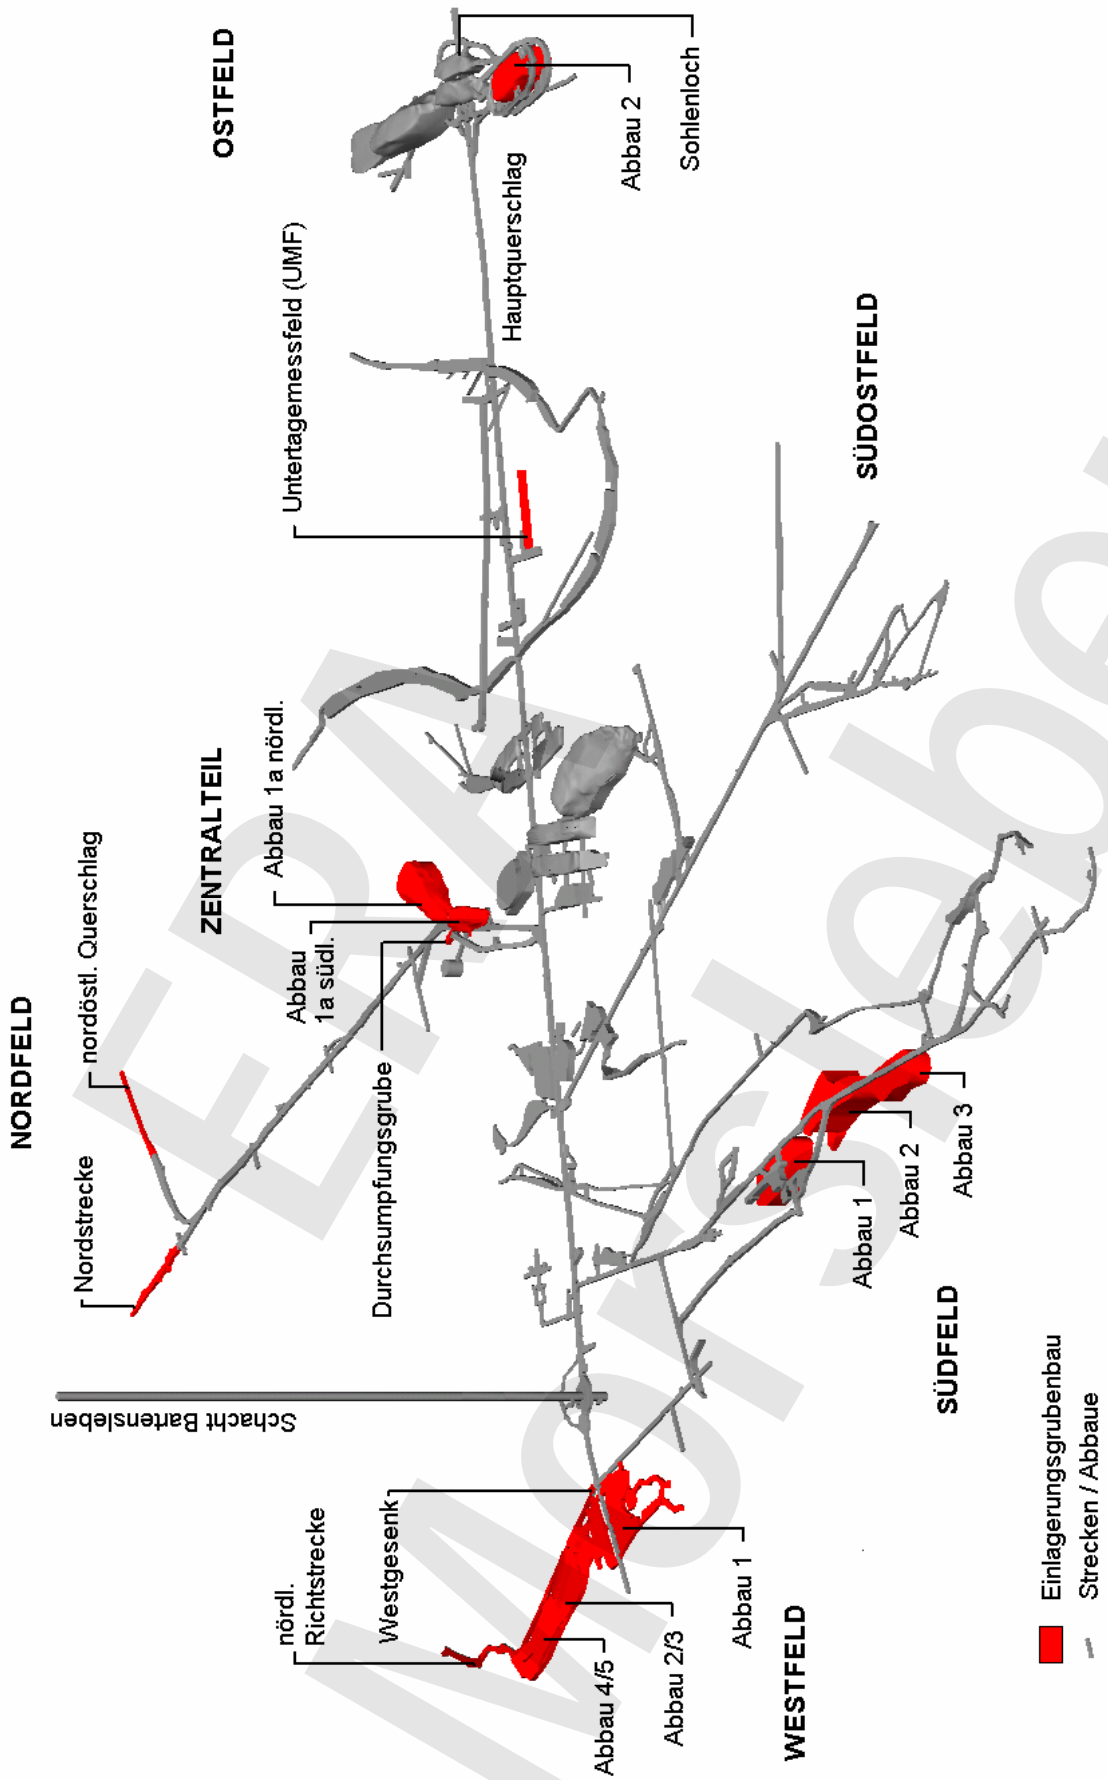 NORDFELD
nordöstl. Querschlag
Nordstrecke
Schacht Bartensleben
ZENTRALTEIL
Abbau 1a nördl.
Abbau
1a südl.
Durchsumpfungsgrube
OSTFELD
Untertagemessfeld (UMF)
Hauptquerschlag
Abbau 2
Sohlenloch
nördl.
Richtstrecke
Westgesenk
Abbau 4/5
Abbau 2/3
Abbau 1
WESTFELD
SÜDOSTFELD
Abbau 1
Abbau 2
Abbau 3
SÜDFELD
Einlagerungsgrubenbau
Strecken / Abbaue
ERA